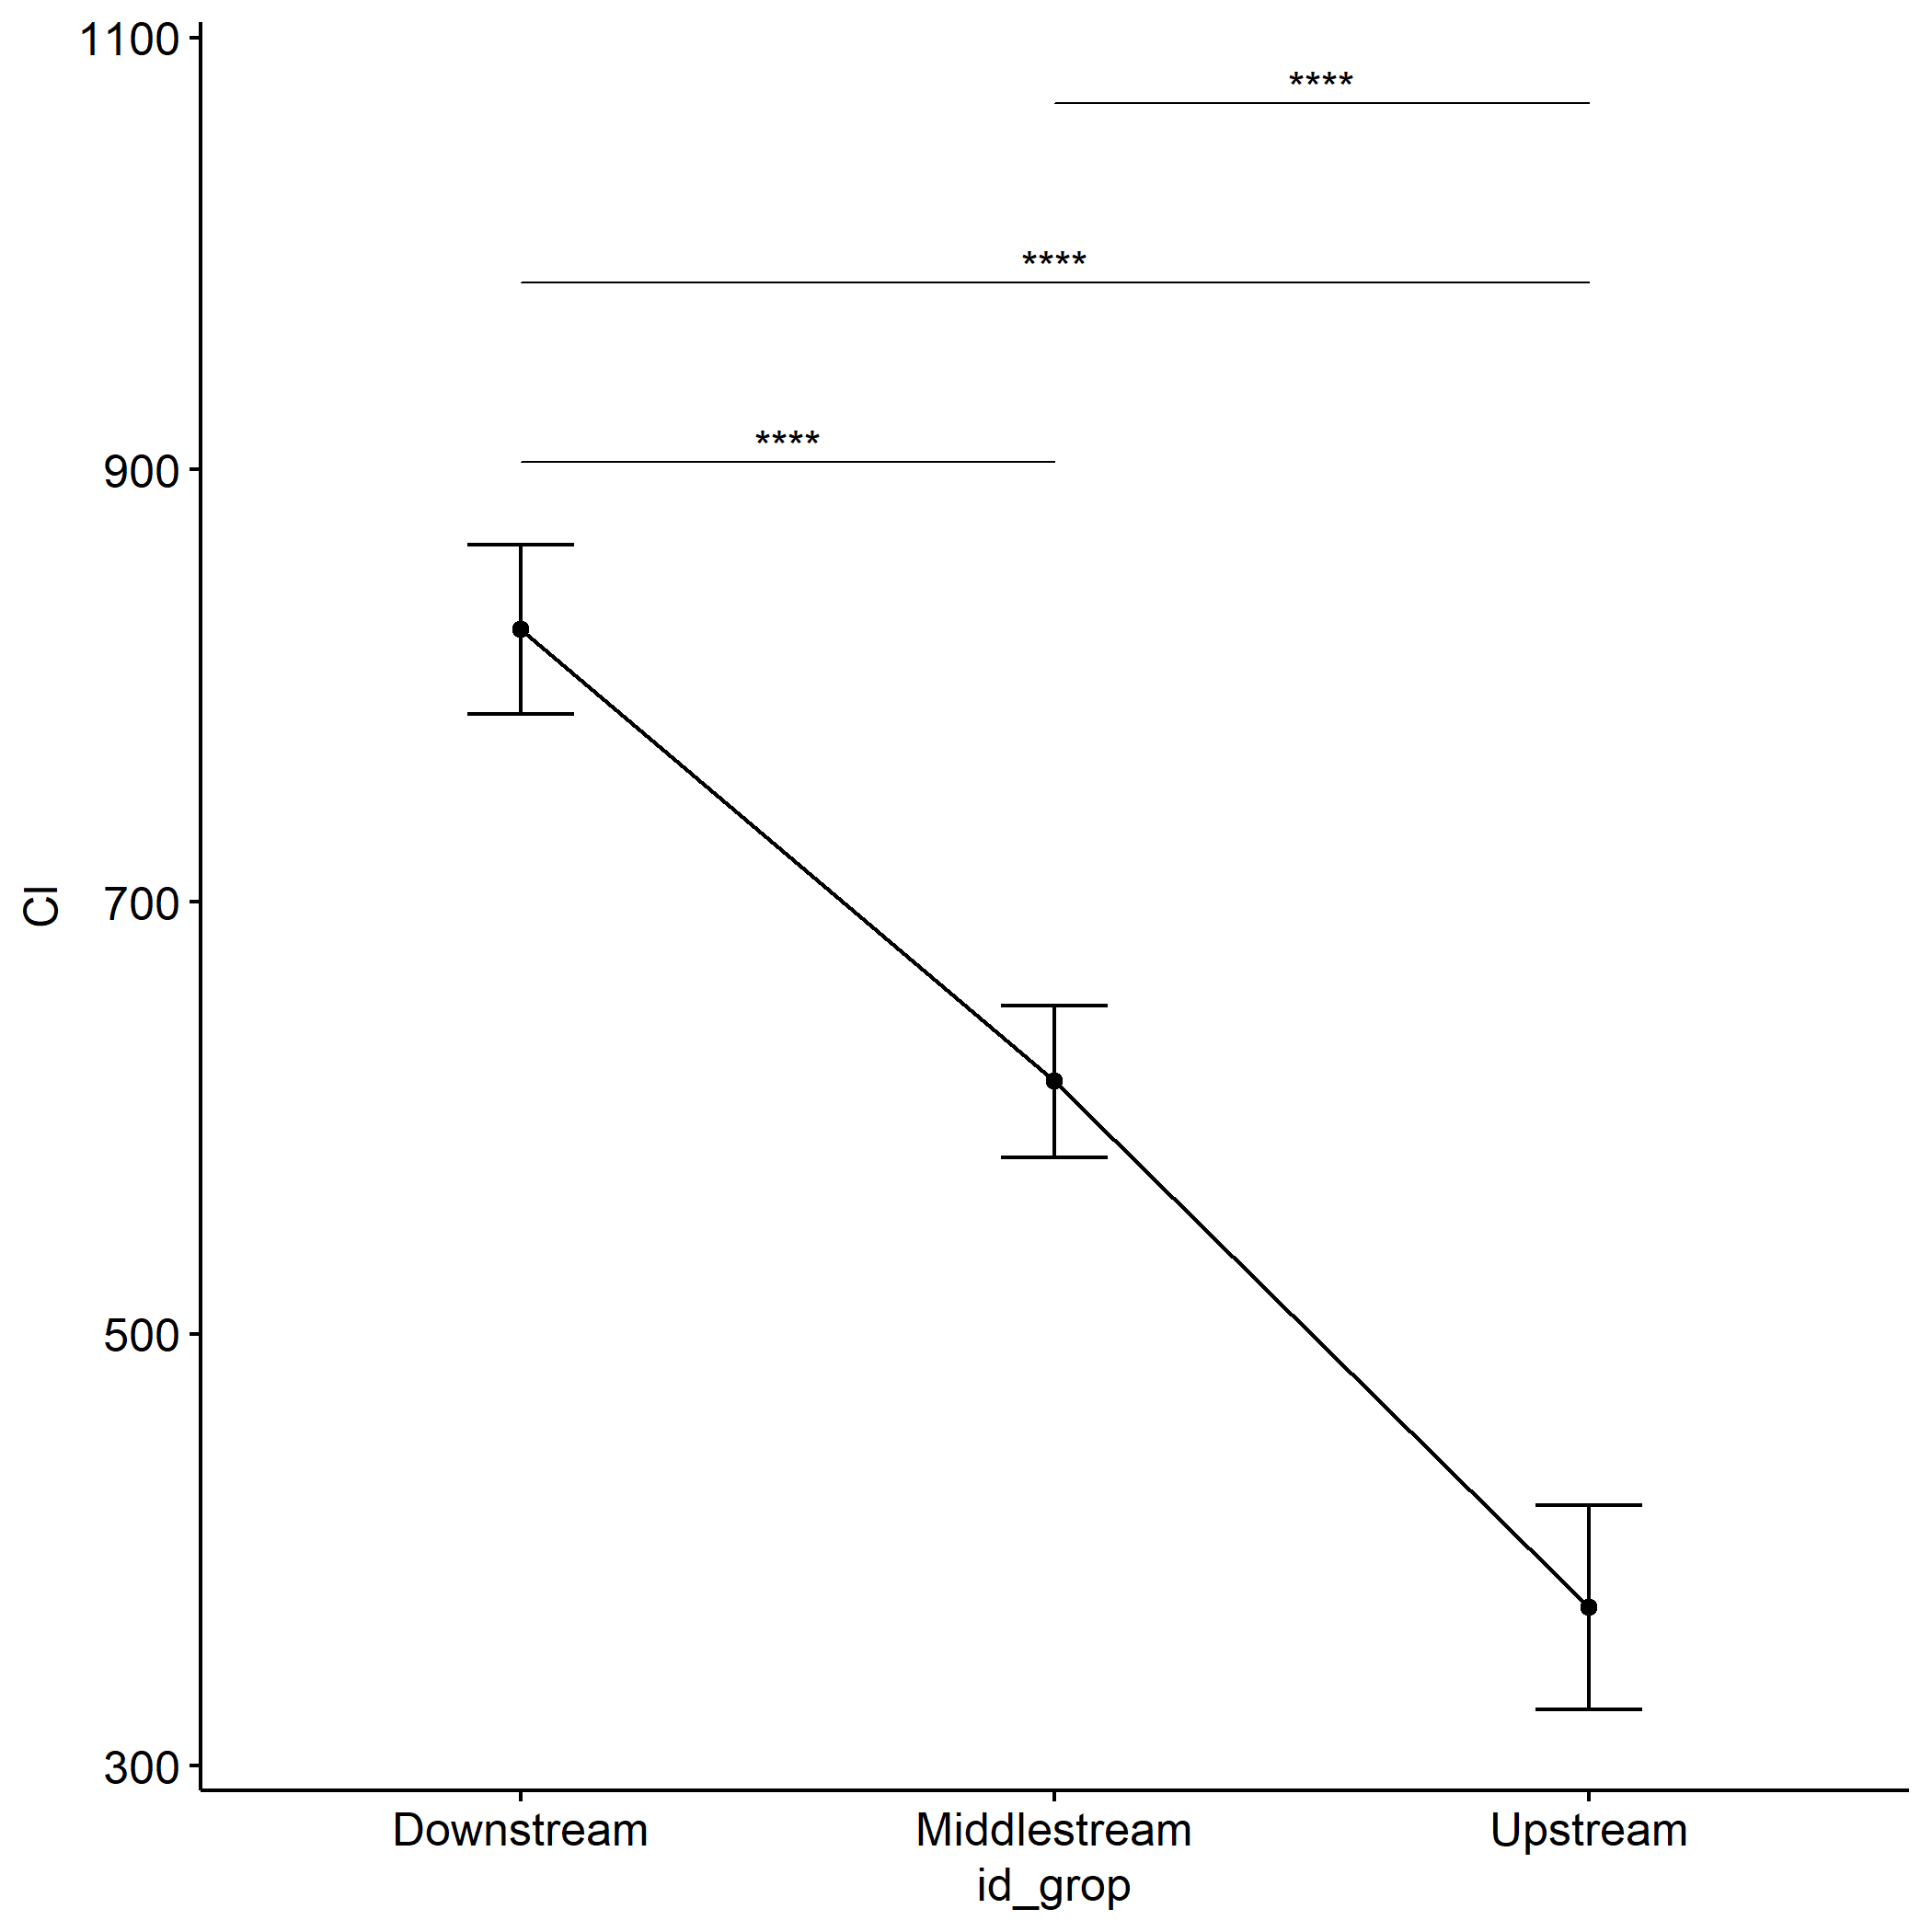 1100
****
****
****
900
CI
700
500
300
Downstream
Middlestream
Upstream
id_grop